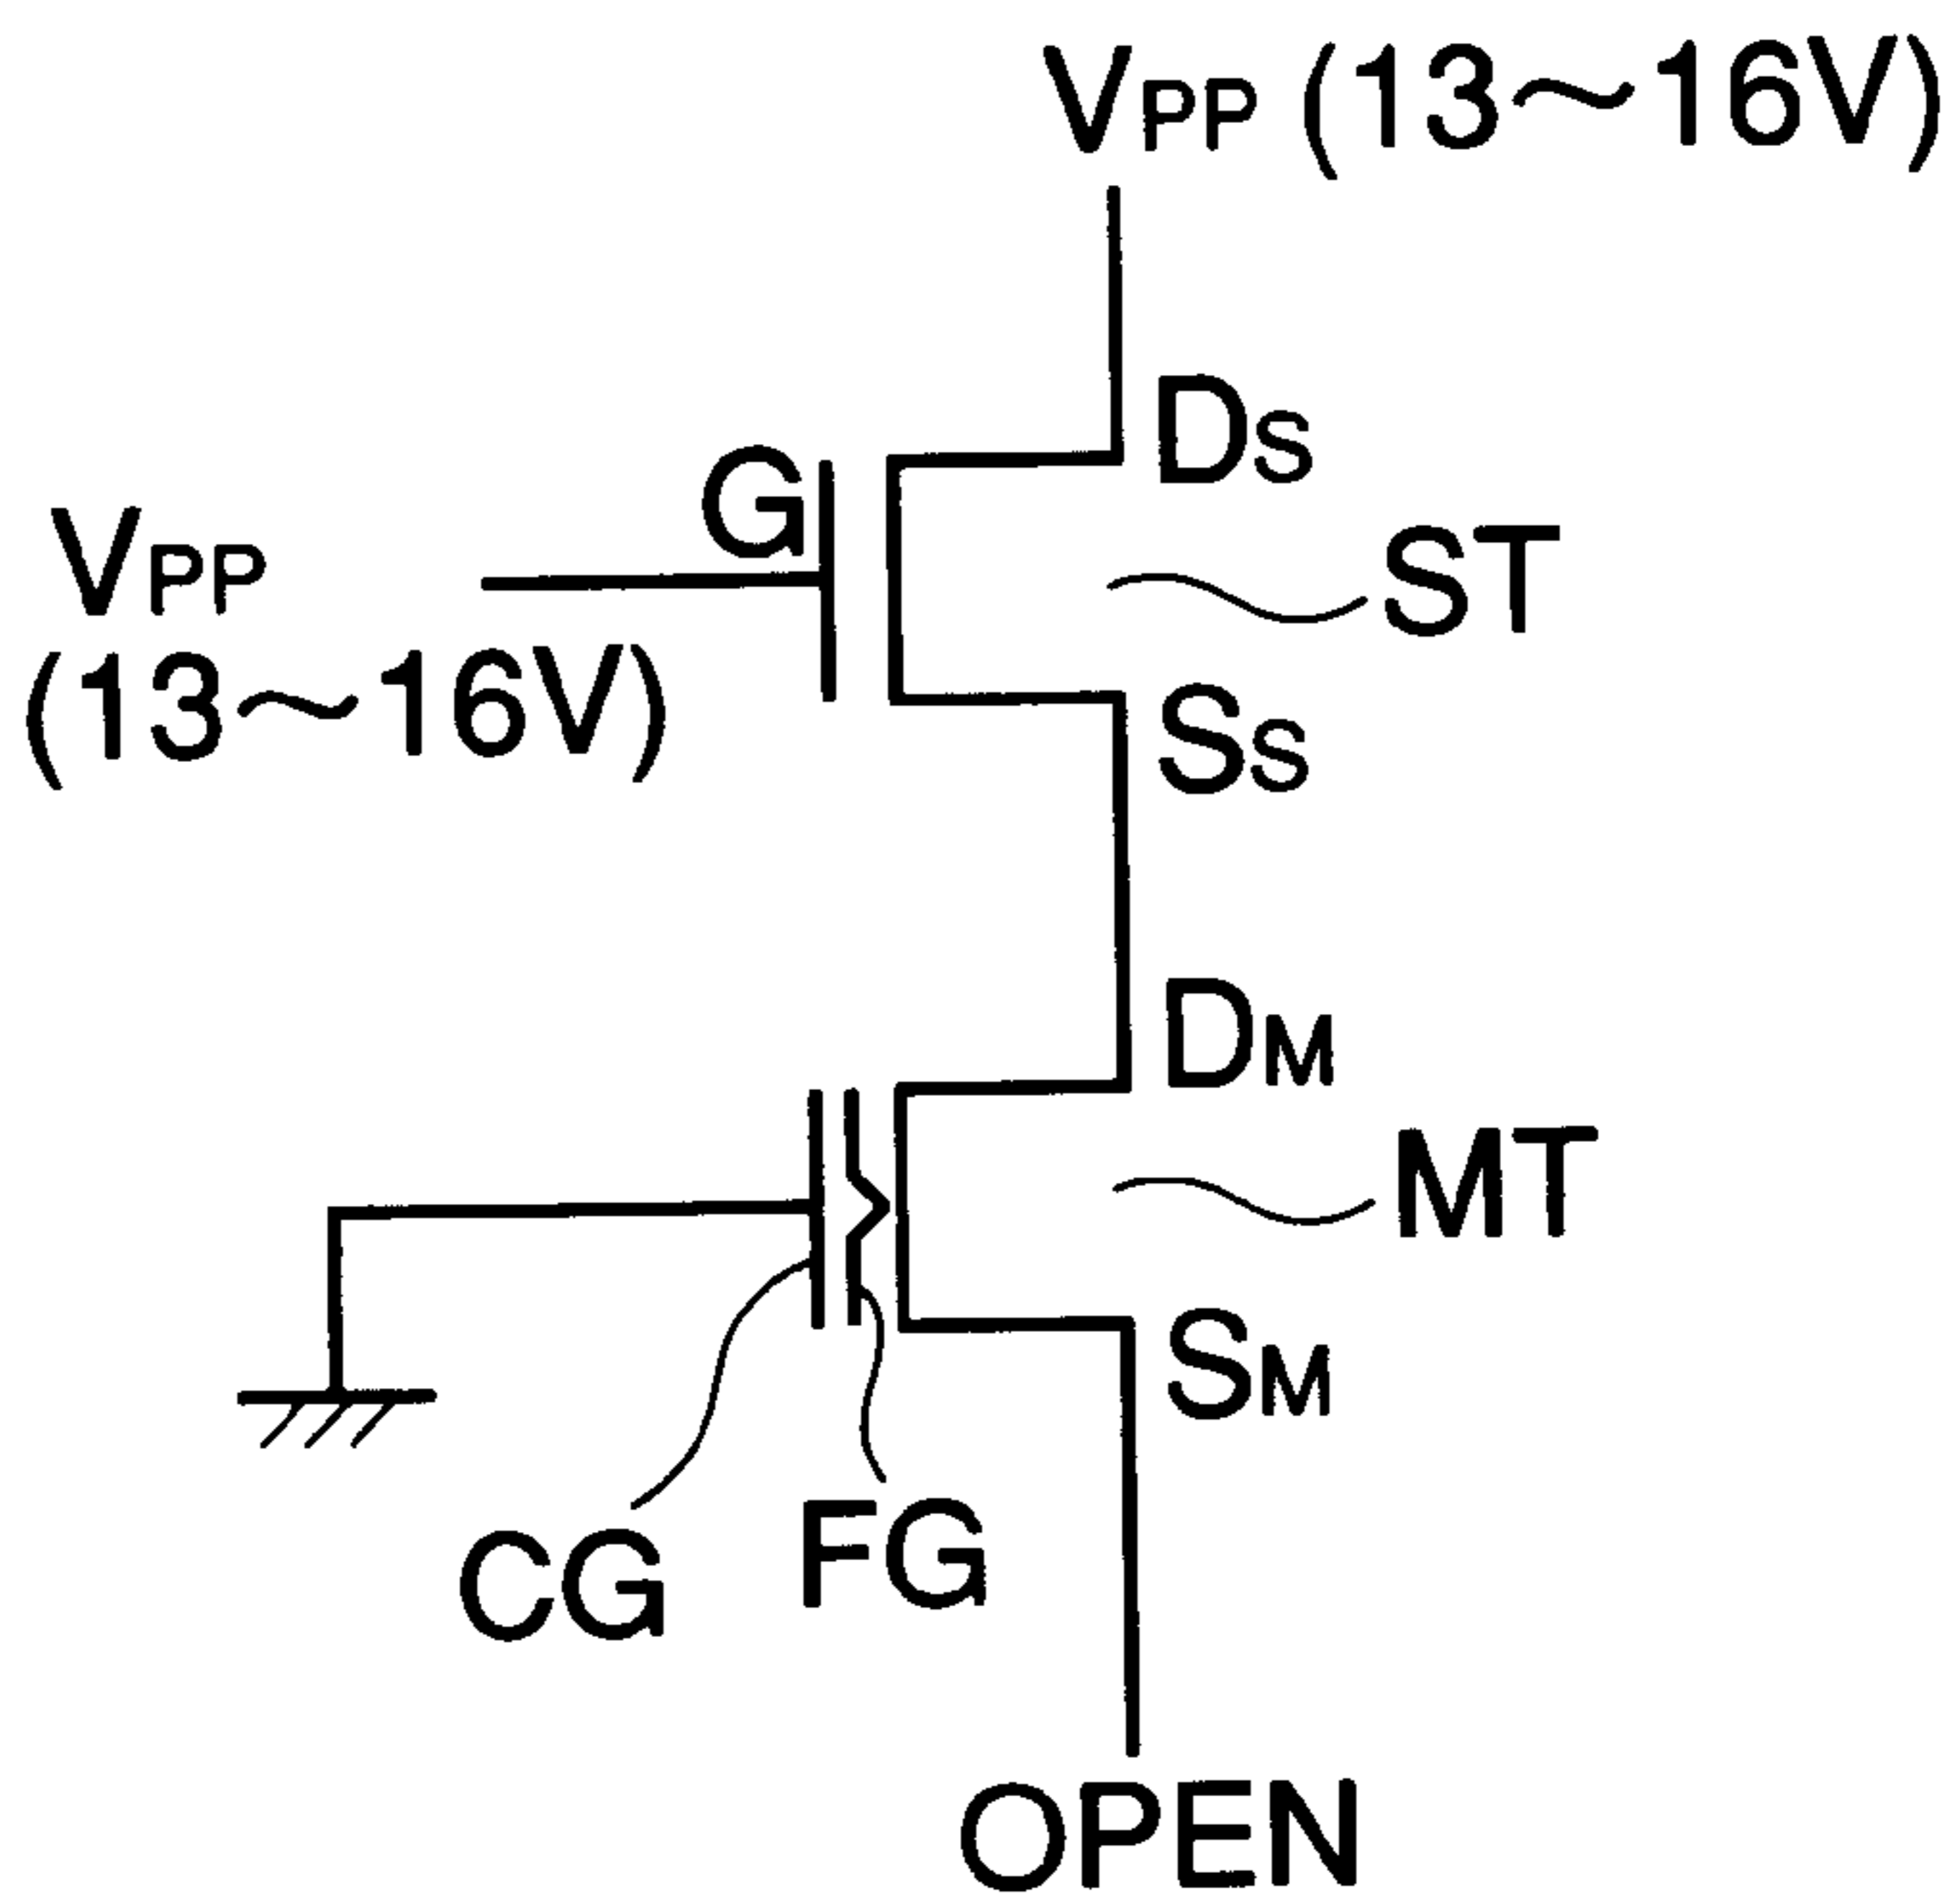 VPP (13~16V)
DS
G
VPP
(13~16V)
ST
SS
DM
MT
SM
CG
FG
OPEN